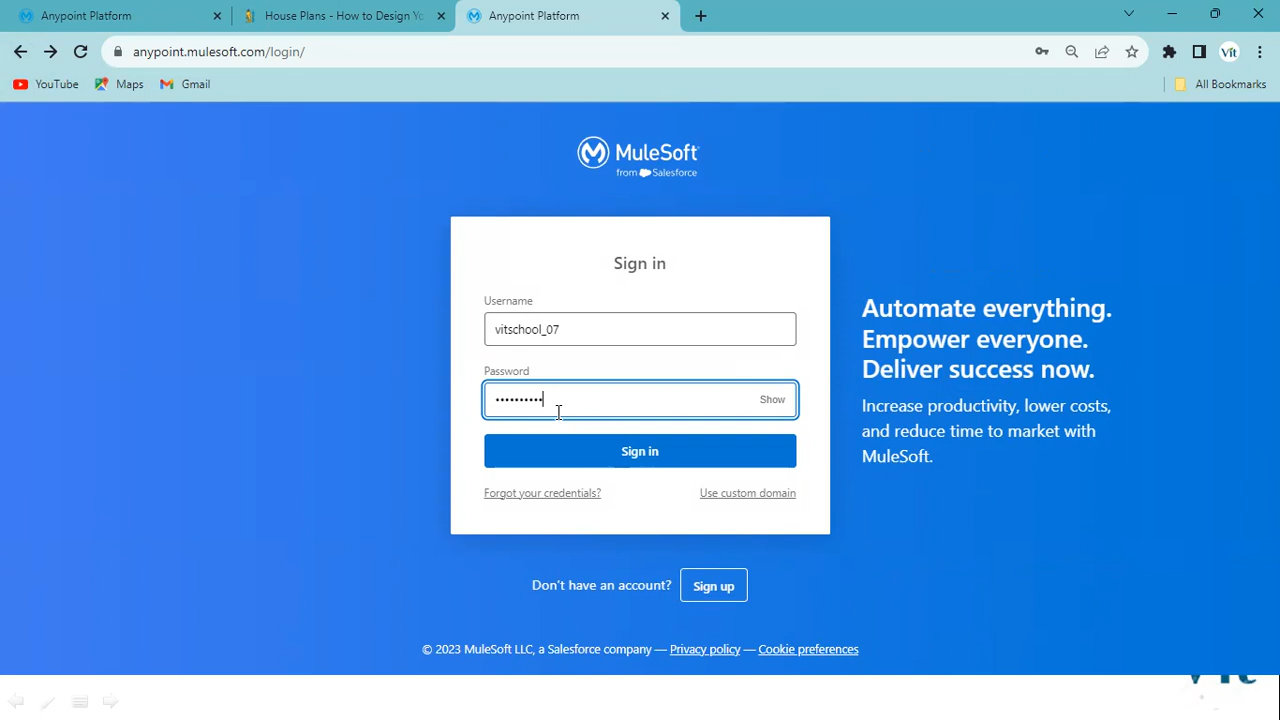 Anypoint Platform
House Plans - How to Design Yo
Anypoint Platform
anypoint.mulesoft.com/login/
Vit
YouTube
Maps
Gmail
All Bookmarks
MuleSoft
from Salesforce
Sign in
Username
vitschool_07
Password
••••••••••
Show
Sign in
Forgot your credentials?
Use custom domain
Automate everything.
Empower everyone.
Deliver success now.
Increase productivity, lower costs,
and reduce time to market with
MuleSoft.
Don't have an account?
Sign up
© 2023 MuleSoft LLC, a Salesforce company — Privacy policy — Cookie preferences